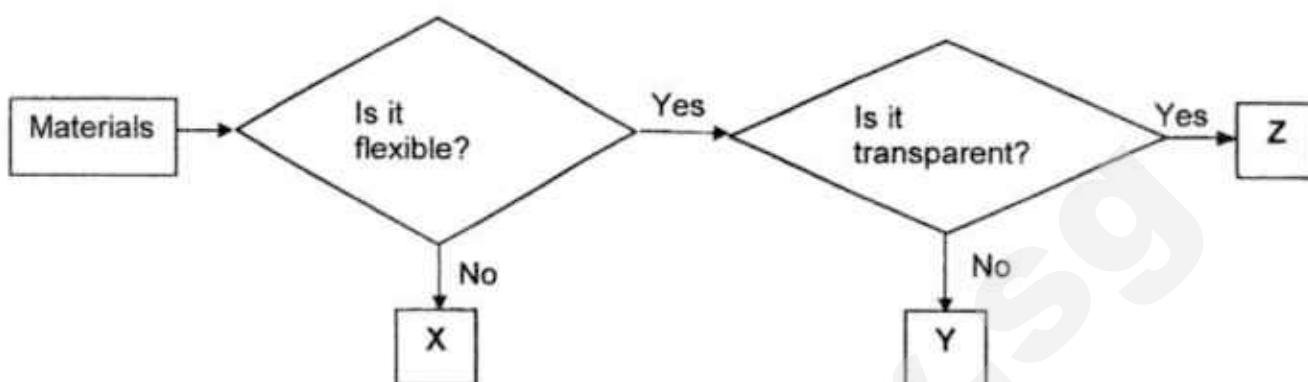 Materials
Is it
flexible?
Yes
No
X
Is it
transparent?
Yes
No
Y
Z